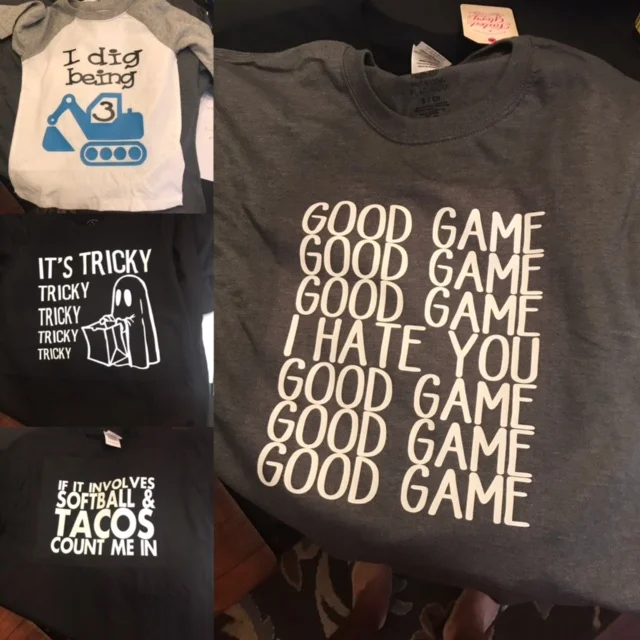 I dig
being
3
IT'S TRICKY
TRICKY
TRICKY
TRICKY
TRICKY
IF IT INVOLVES
SOFTBALL &
TACOS
COUNT ME IN
GOOD GAME
GOOD GAME
GOOD GAME
I HATE YOU
GOOD GAME
GOOD GAME
GOOD GAME